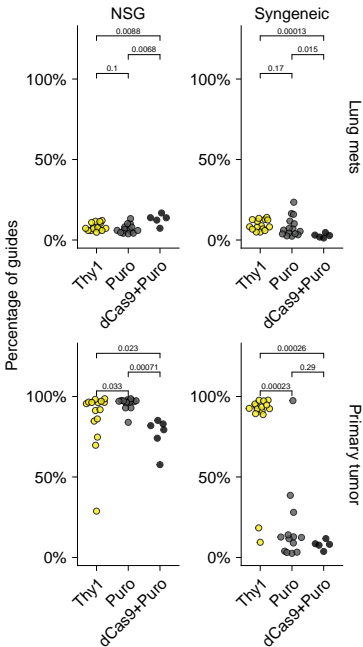 NSG
Syngeneic
0.0088
0.0068
0.1
0.00013
0.015
0.17
100%
50%
0%
100%
50%
0%
Lung mets
Thy1
Puro
dCas9+Puro
Thy1
Puro
dCas9+Puro
Percentage of guides
0.023
0.00071
0.033
0.00026
0.29
0.00023
100%
50%
0%
100%
50%
0%
Primary tumor
Thy1
Puro
dCas9+Puro
Thy1
Puro
dCas9+Puro